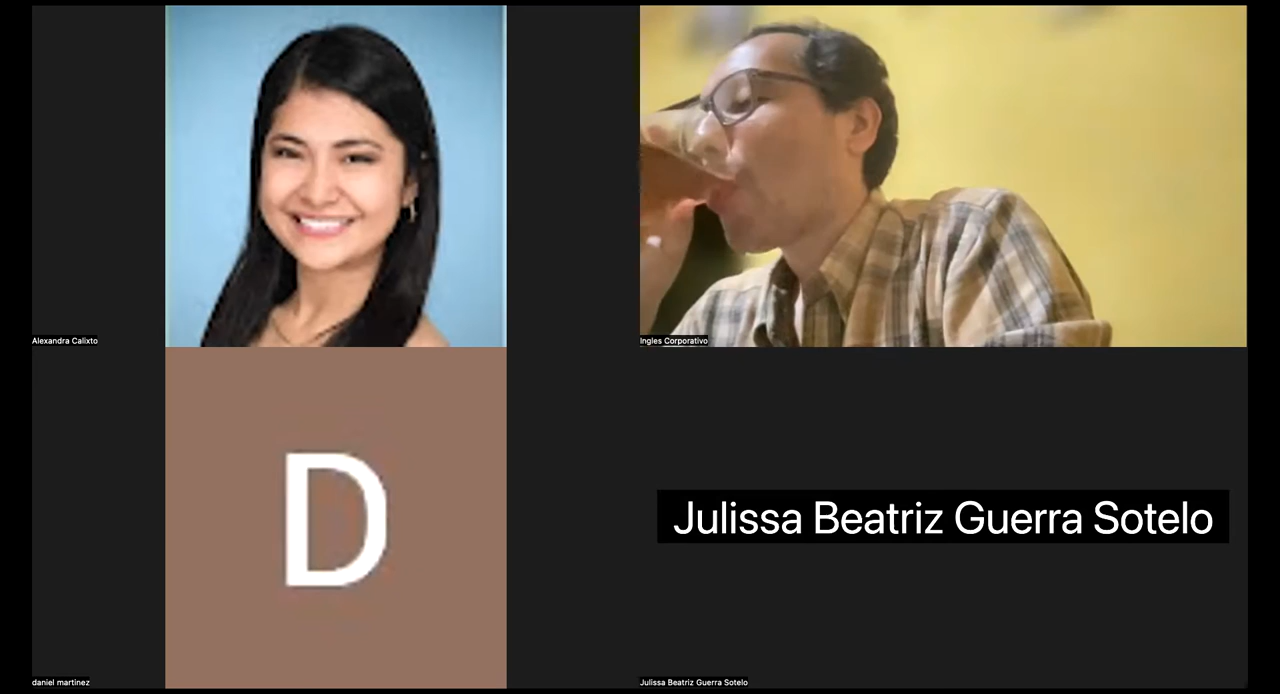 Alexandra Calixto
Ingles Corporativo
D
Julissa Beatriz Guerra Sotelo
daniel martinez
Julissa Beatriz Guerra Sotelo